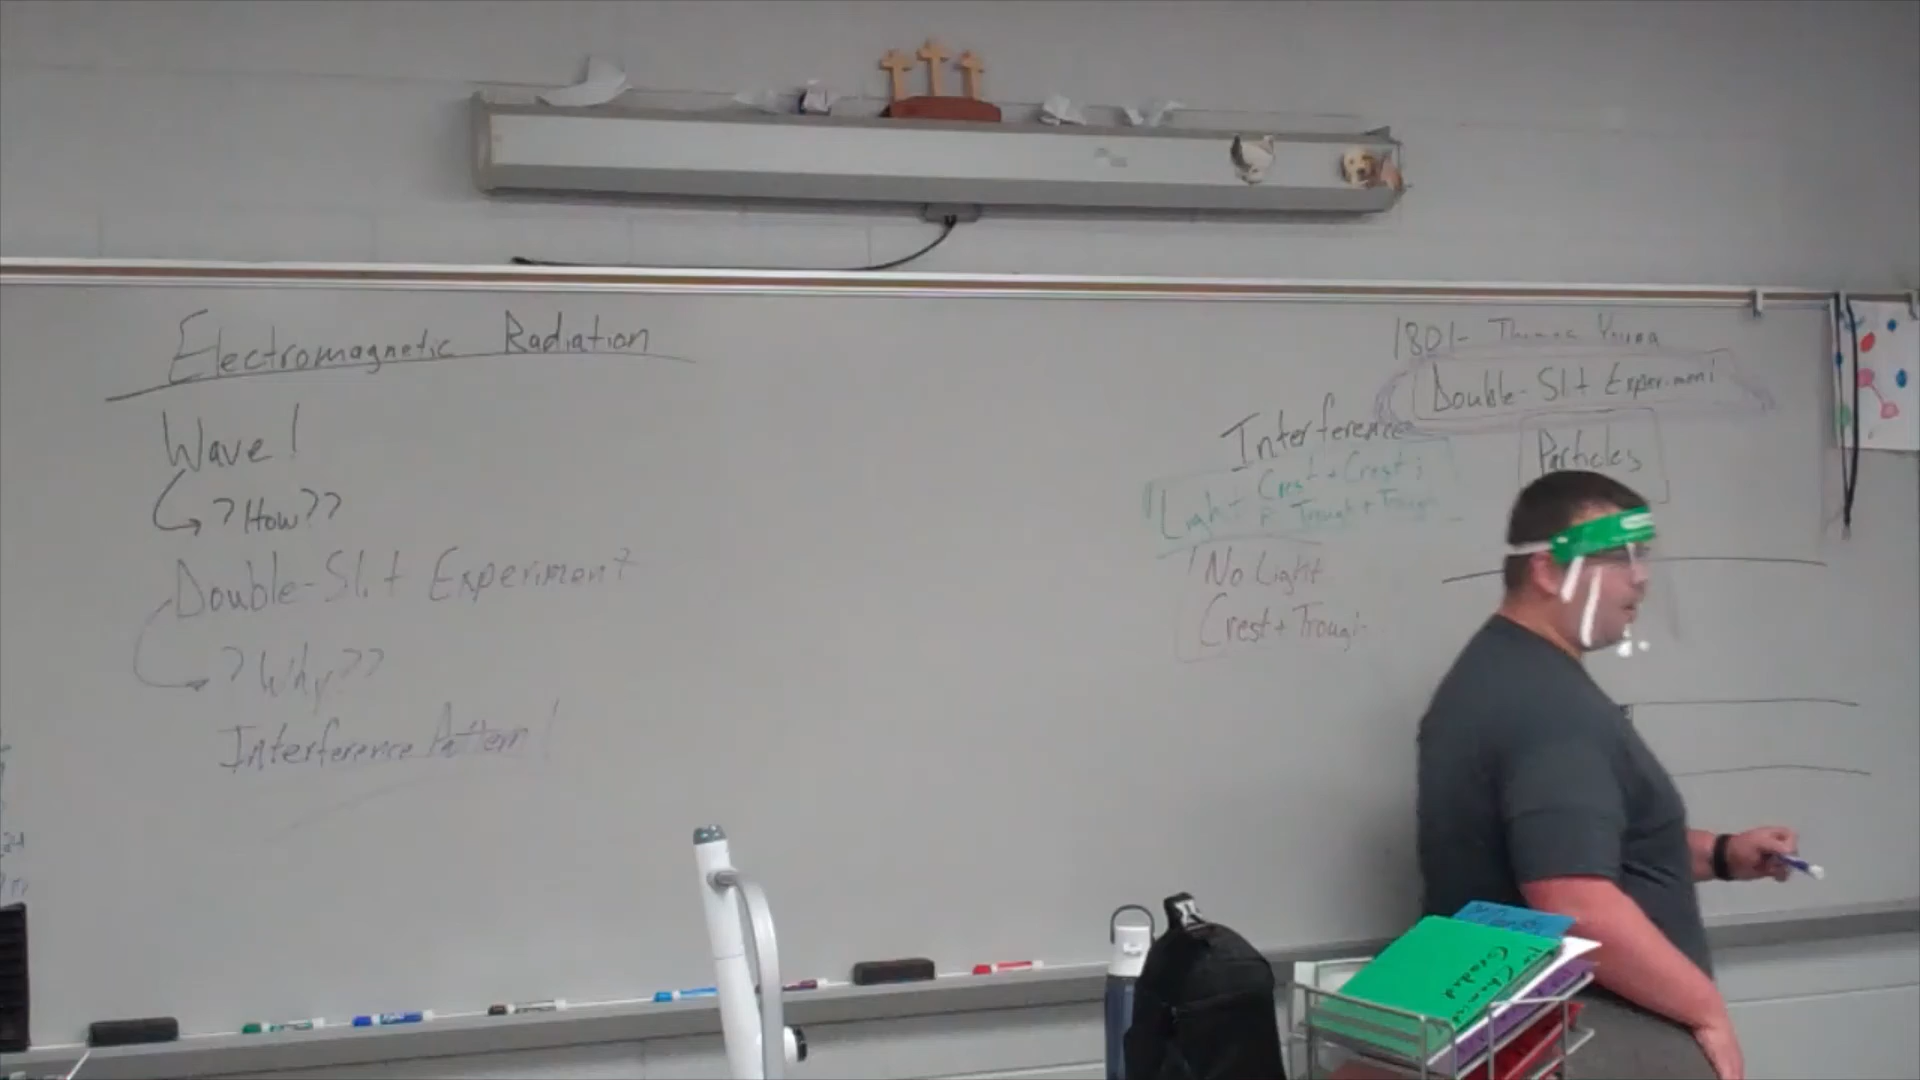 Electromagnetic Radiation
Wave!
? How??
Double-Slit Experiment
? Why??
Interference Pattern!
1801- Thomas Young
Double-Slit Experiment
Interference
Particles
Light Crest + Crest ;
Trough + Trough
No Light
Crest + Trough